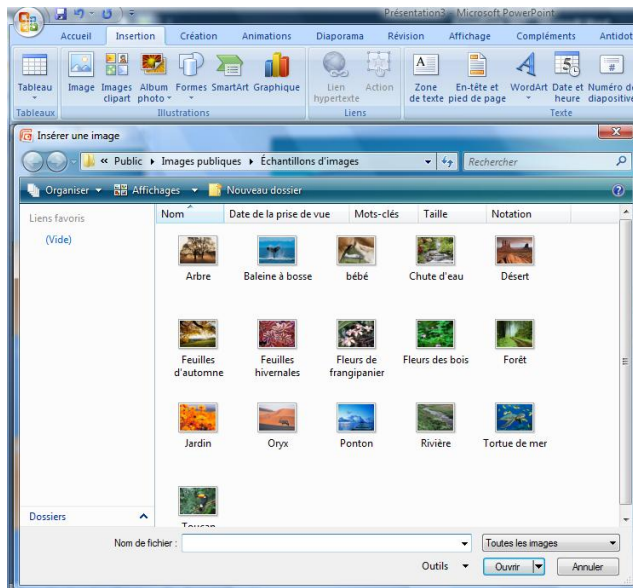 Présentation3 - Microsoft PowerPoint
Accueil Insertion Création Animations Diaporama Révision Affichage Compléments Antidot
Tableau Image Images clipart Album photo Formes SmartArt Graphique Lien hypertexte Action Zone de texte En-tête et pied de page WordArt Date et heure Numéro de diapositive
Tableaux Illustrations Liens Texte
Insérer une image
« Public Images publiques Échantillons d'images Rechercher
Organiser Affichages Nouveau dossier
Liens favoris Nom Date de la prise de vue Mots-clés Taille Notation
(Vide)
Arbre Baleine à bosse bébé Chute d'eau Désert
Feuilles d'automne Feuilles hivernales Fleurs de frangipanier Fleurs des bois Forêt
Jardin Oryx Ponton Rivière Tortue de mer
Toucan
Dossiers
Nom de fichier : Toutes les images
Outils Ouvrir Annuler